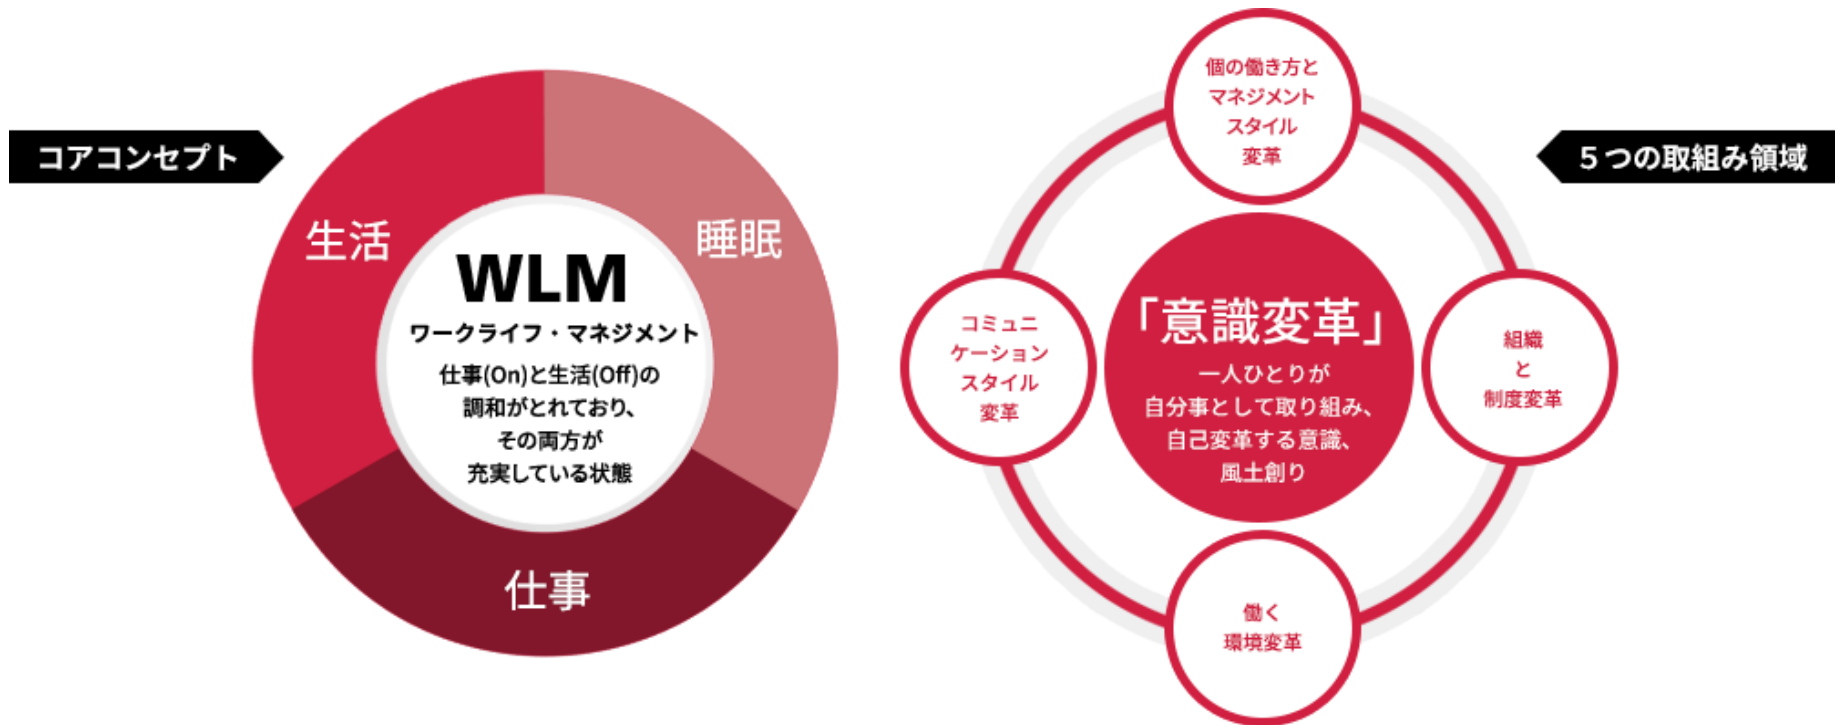 コアコンセプト
生活
睡眠
仕事
WLM
ワークライフ・マネジメント
仕事(On)と生活(Off)の
調和がとれており、
その両方が
充実している状態
5つの取組み領域
個の働き方と
マネジメント
スタイル
変革
コミュニ
ケーション
スタイル
変革
「意識変革」
一人ひとりが
自分事として取り組み、
自己変革する意識、
風土創り
組織
と
制度変革
働く
環境変革